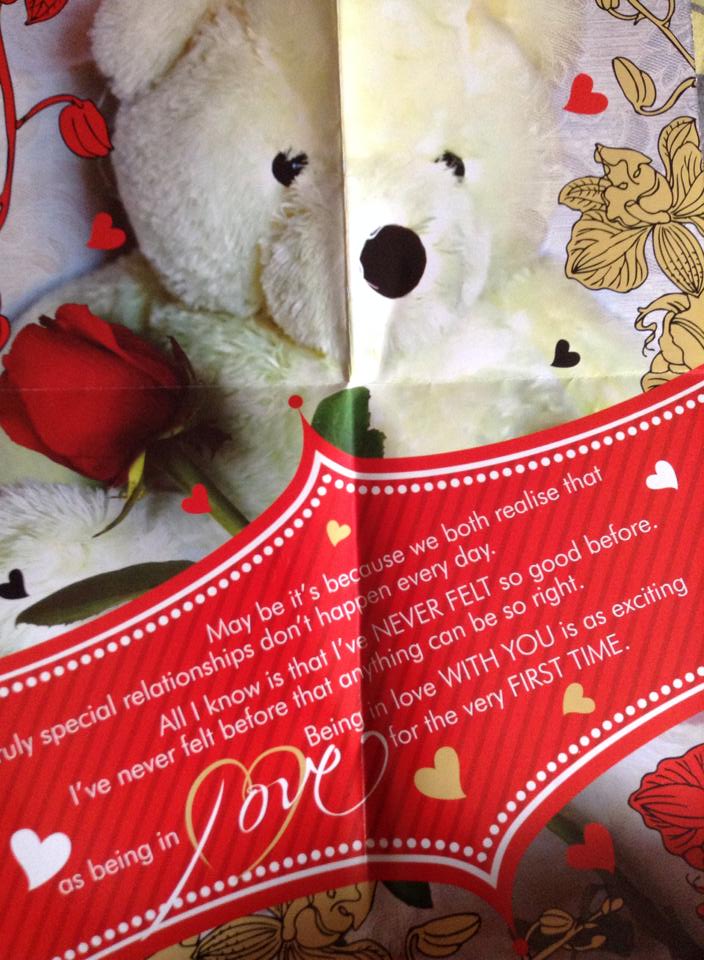 May be it's because we both realise that
truly special relationships don't happen every day.
All I know is that I've NEVER FELT so good before.
I've never felt before that anything can be so right.
Being in love WITH YOU is as exciting
as being in love for the very FIRST TIME.